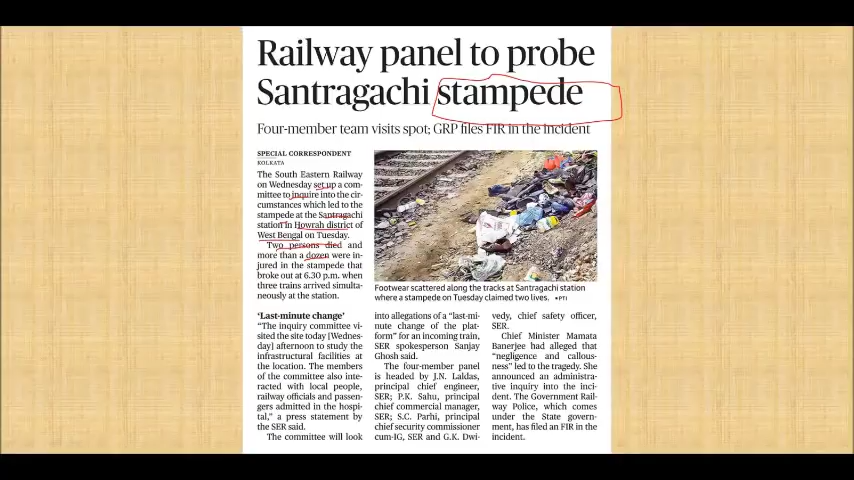 Railway panel to probe
Santragachi stampede
Four-member team visits spot; GRP files FIR in the incident
SPECIAL CORRESPONDENT
KOLKATA
The South Eastern Railway
on Wednesday set up a com-
mittee to inquire into the cir-
cumstances which led to the
stampede at the Santragachi
station in Howrah district of
West Bengal on Tuesday.
Two persons died and
more than a dozen were in-
jured in the stampede that
broke out at 6.30 p.m. when
three trains arrived simulta-
neously at the station.
‘Last-minute change’
“The inquiry committee vi-
sited the site today [Wednes-
day] afternoon to study the
infrastructural facilities at
the location. The members
of the committee also inte-
racted with local people,
railway officials and passen-
gers admitted in the hospi-
tal,” a press statement by
the SER said.
The committee will look
Footwear scattered along the tracks at Santragachi station
where a stampede on Tuesday claimed two lives. •PTI
into allegations of a “last-mi-
nute change of the plat-
form” for an incoming train,
SER spokesperson Sanjay
Ghosh said.
The four-member panel
is headed by J.N. Laldas,
principal chief engineer,
SER; P.K. Sahu, principal
chief commercial manager,
SER; S.C. Parhi, principal
chief security commissioner
cum-IG, SER and G.K. Dwi-
vedy, chief safety officer,
SER.
Chief Minister Mamata
Banerjee had alleged that
“negligence and callous-
ness” led to the tragedy. She
announced an administra-
tive inquiry into the inci-
dent. The Government Rail-
way Police, which comes
under the State govern-
ment, has filed an FIR in the
incident.